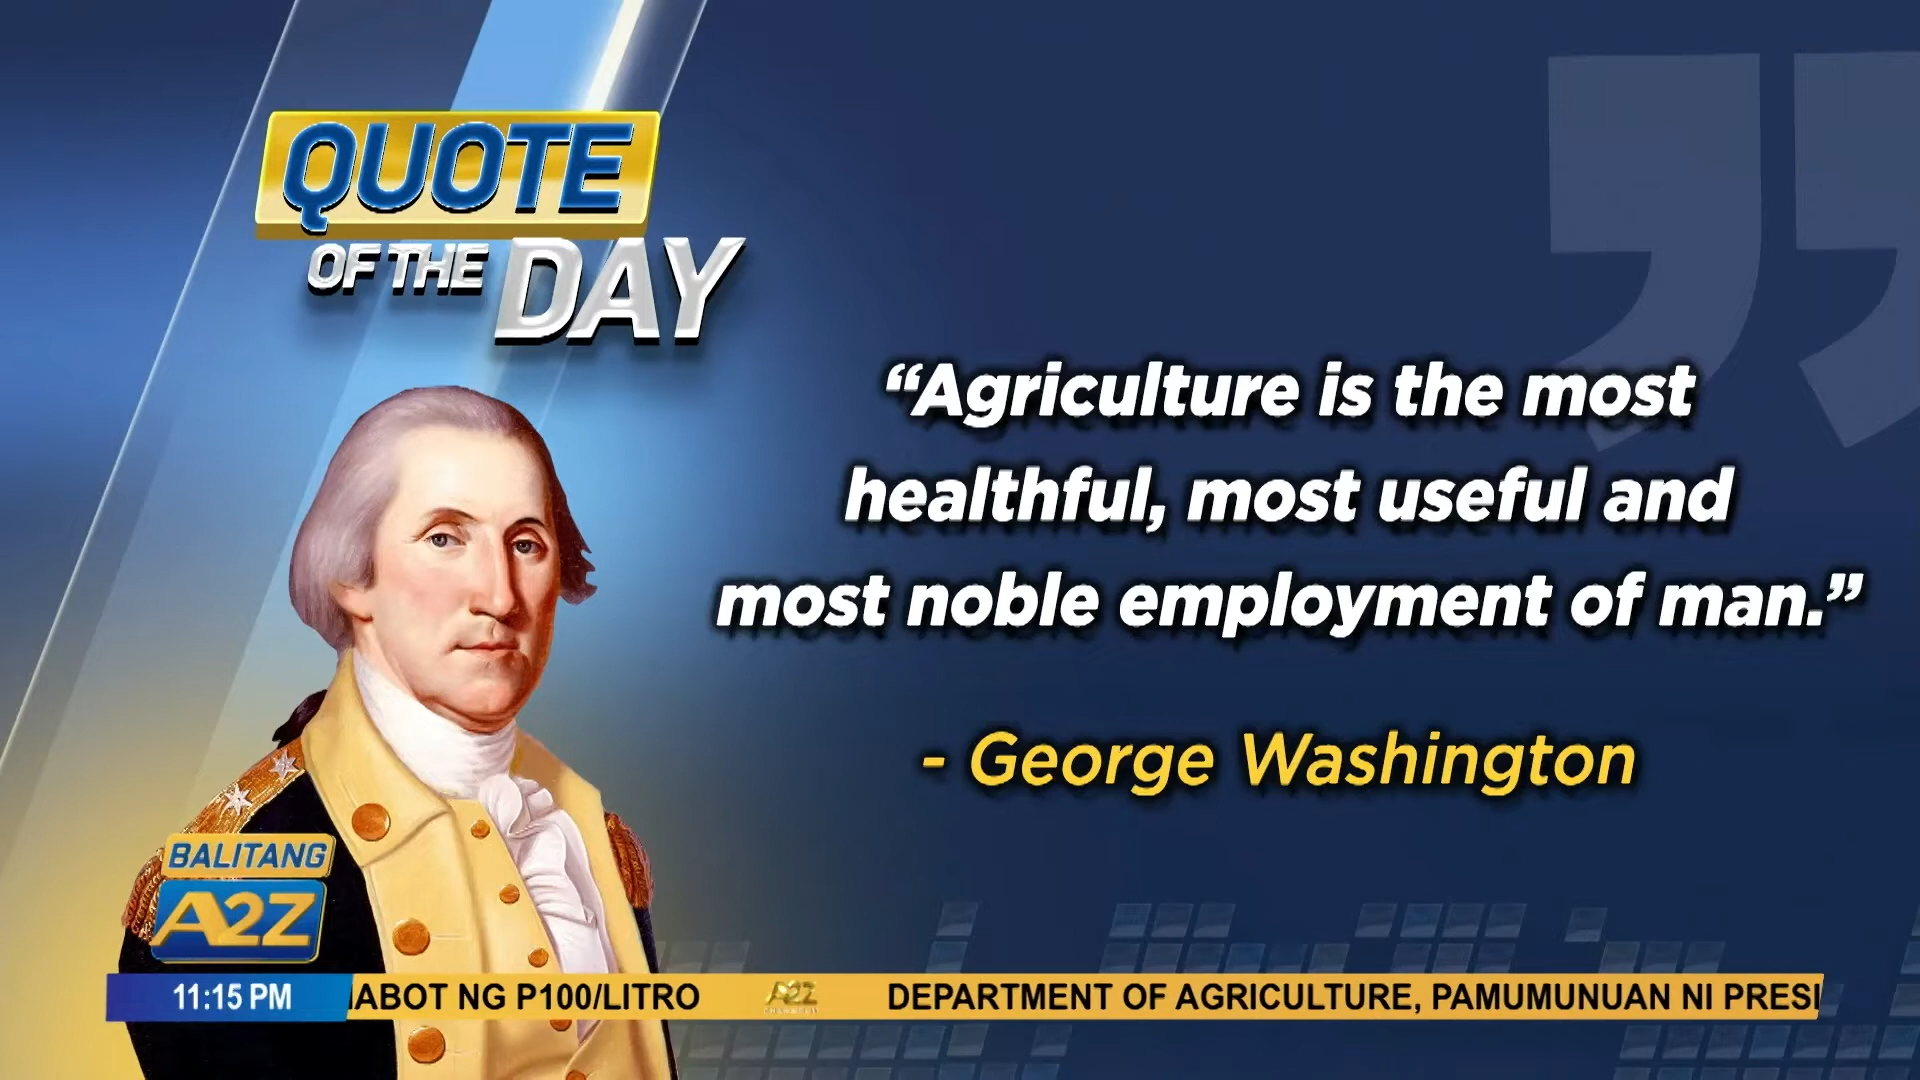 QUOTE
OF THE DAY
“Agriculture is the most
healthful, most useful and
most noble employment of man.”
- George Washington
BALITANG
A2Z
11:15 PM
ABOT NG P100/LITRO
A2Z
DEPARTMENT OF AGRICULTURE, PAMUMUNUAN NI PRESI